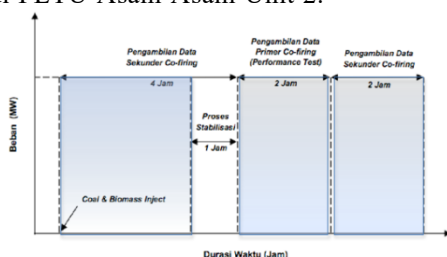 PLTU Asam Asam Unit 2.
Pengambilan Data
Sekunder Co-firing
Pengambilan Data
Primer Co-firing
(Performance Test)
Pengambilan Data
Sekunder Co-firing
4 Jam
2 Jam
2 Jam
Proses
Stabilisasi
1 Jam
Beban (MW)
Coal & Biomass Inject
Durasi Waktu (Jam)